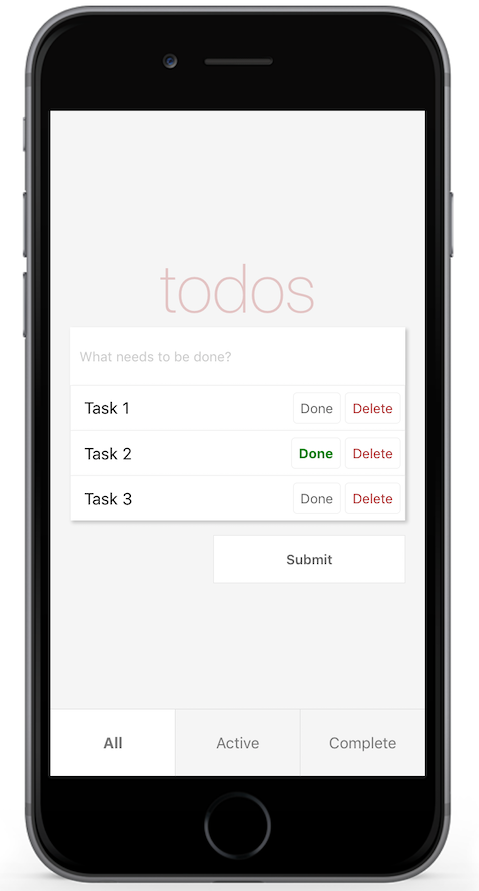 todos
What needs to be done?
Task 1 Done Delete
Task 2 Done Delete
Task 3 Done Delete
Submit
All Active Complete